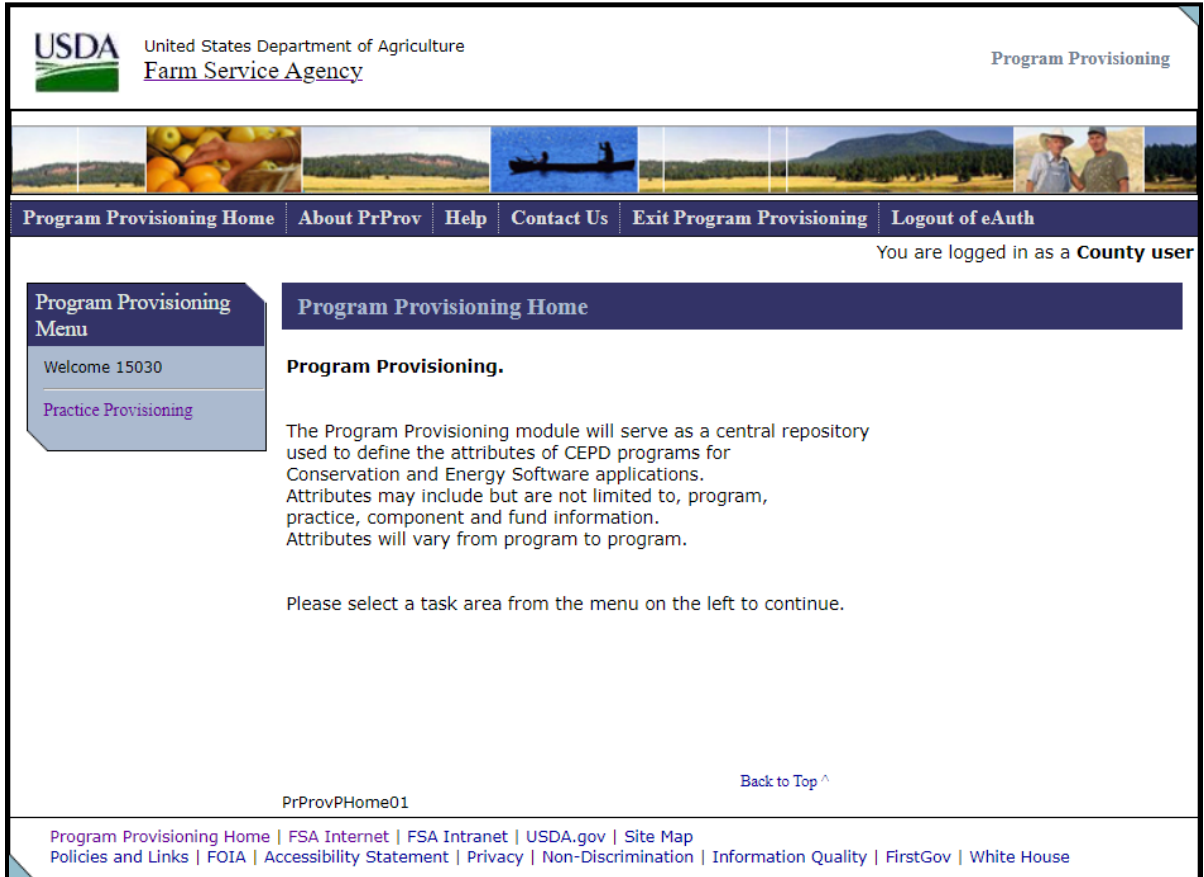 USDA
United States Department of Agriculture
Farm Service Agency
Program Provisioning
Program Provisioning Home
About PrProv
Help
Contact Us
Exit Program Provisioning
Logout of eAuth
You are logged in as a County user
Program Provisioning
Menu
Welcome 15030
Practice Provisioning
Program Provisioning Home
Program Provisioning.
The Program Provisioning module will serve as a central repository
used to define the attributes of CEPD programs for
Conservation and Energy Software applications.
Attributes may include but are not limited to, program,
practice, component and fund information.
Attributes will vary from program to program.
Please select a task area from the menu on the left to continue.
Back to Top ^
PrProvPHome01
Program Provisioning Home | FSA Internet | FSA Intranet | USDA.gov | Site Map
Policies and Links | FOIA | Accessibility Statement | Privacy | Non-Discrimination | Information Quality | FirstGov | White House